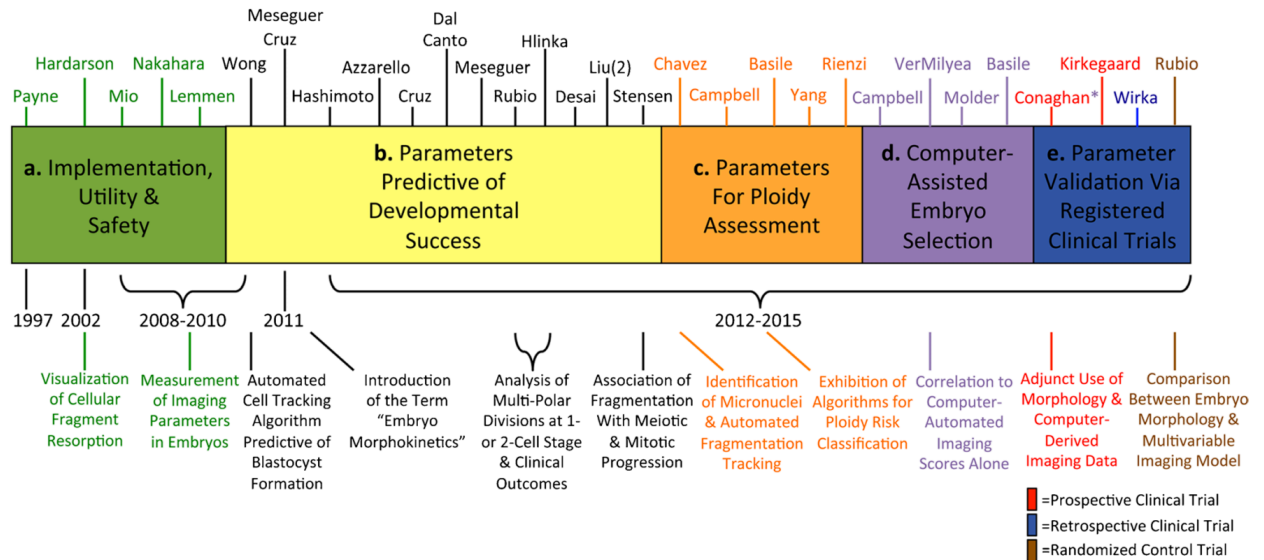 Meseguer
Cruz
Dal
Canto
Hlinka
Hardarson
Nakahara
Wong
Azzarello
Meseguer
Liu(2)
Chavez
Basile
Rienzi
VerMilyea
Basile
Kirkegaard
Rubio
Payne
Mio
Lemmen
Hashimoto
Cruz
Rubio
Desai
Stensen
Campbell
Yang
Campbell
Molder
Conaghan*
Wirka
a. Implementation,
Utility &
Safety
b. Parameters
Predictive of
Developmental
Success
c. Parameters
For Ploidy
Assessment
d. Computer-
Assisted
Embryo
Selection
e. Parameter
Validation Via
Registered
Clinical Trials
1997
2002
2008-2010
2011
2012-2015
Visualization
of Cellular
Fragment
Resorption
Measurement
of Imaging
Parameters
in Embryos
Automated
Cell Tracking
Algorithm
Predictive of
Blastocyst
Formation
Introduction
of the Term
“Embryo
Morphokinetics”
Analysis of
Multi-Polar
Divisions at 1-
or 2-Cell Stage
& Clinical
Outcomes
Association of
Fragmentation
With Meiotic
& Mitotic
Progression
Identification
of Micronuclei
& Automated
Fragmentation
Tracking
Exhibition of
Algorithms for
Ploidy Risk
Classification
Correlation to
Computer-
Automated
Imaging
Scores Alone
Adjunct Use of
Morphology &
Computer-
Derived
Imaging Data
Comparison
Between Embryo
Morphology &
Multivariable
Imaging Model
=Prospective Clinical Trial
=Retrospective Clinical Trial
=Randomized Control Trial